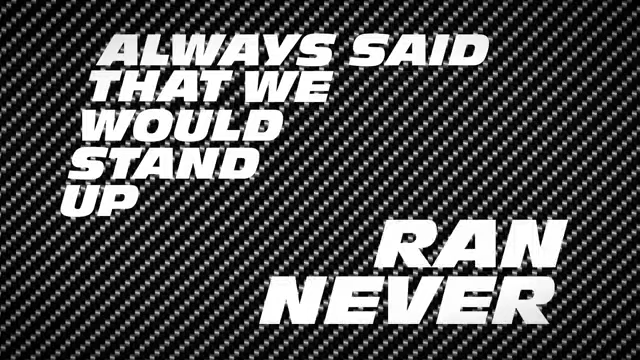 ALWAYS SAID
THAT WE
WOULD
STAND
UP
RAN
NEVER